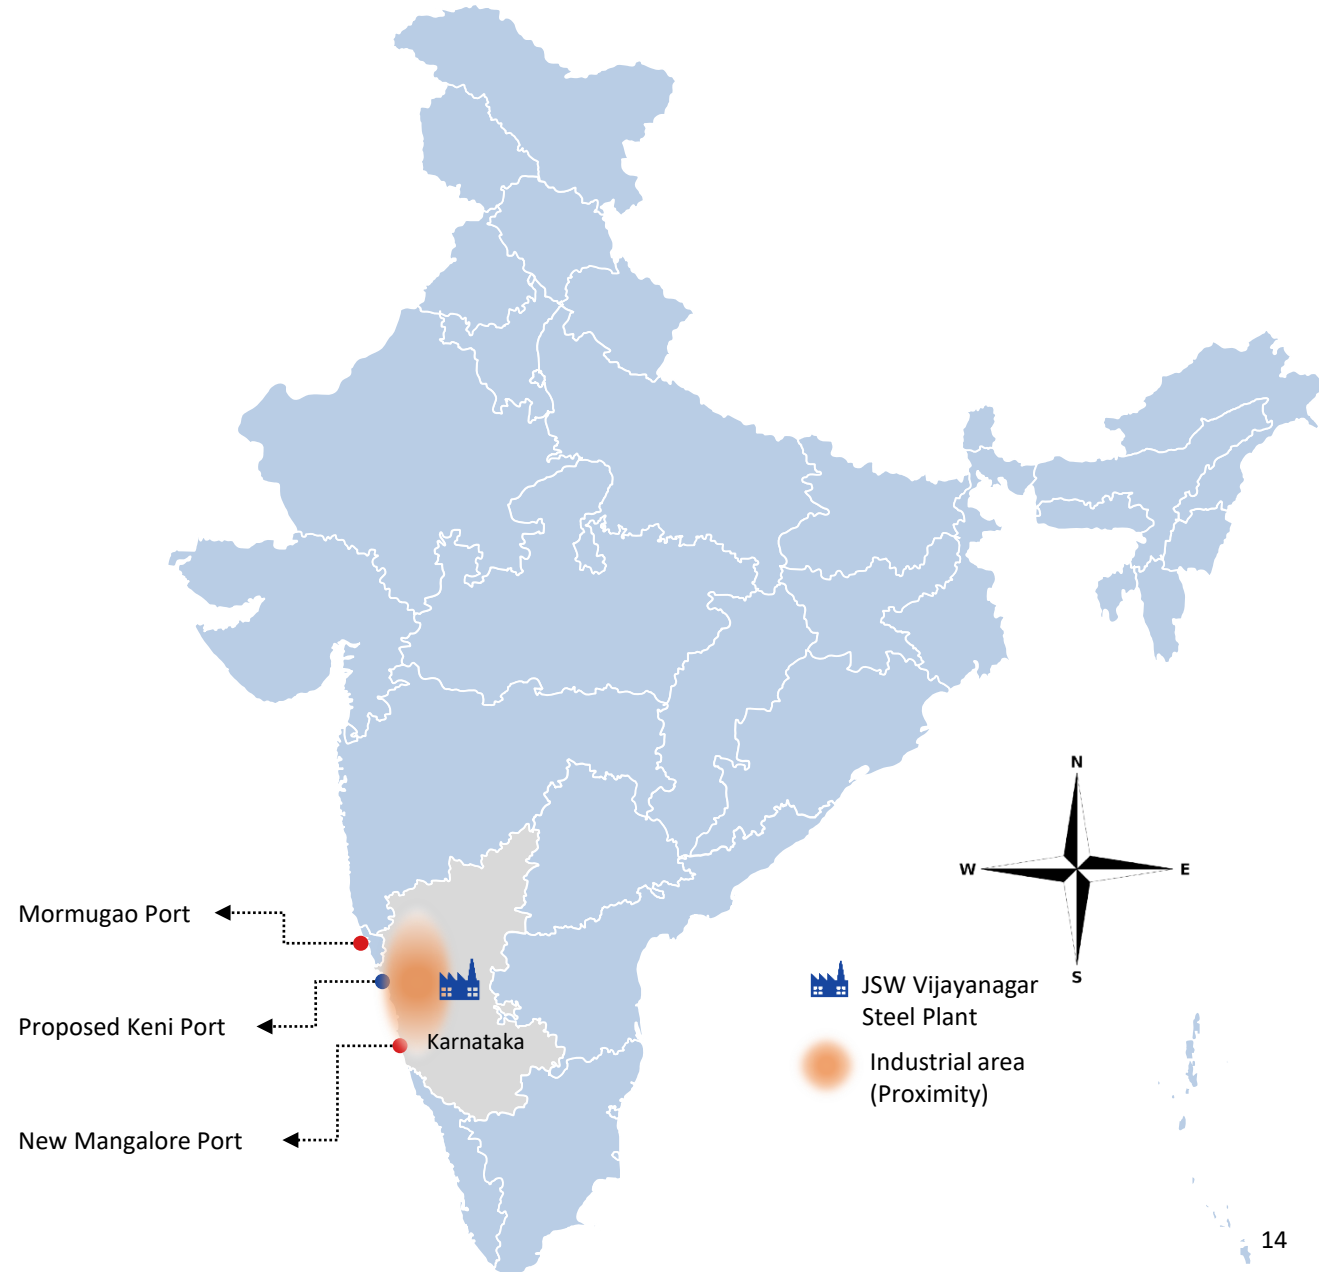 N
W
E
S
Mormugao Port
Proposed Keni Port
Karnataka
New Mangalore Port
JSW Vijayanagar
Steel Plant
Industrial area
(Proximity)
14